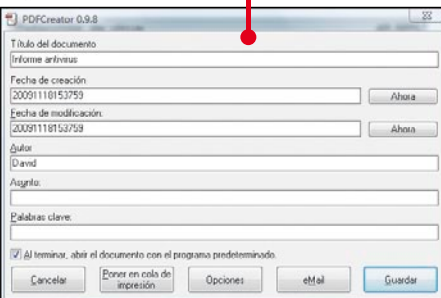 PDFCreator 0.9.8
Título del documento
Informe antivirus
Fecha de creación
20091118153759
Ahora
Fecha de modificación:
20091118153759
Ahora
Autor
David
Asunto:
Palabras clave:
Al terminar, abrir el documento con el programa predeterminado.
Cancelar
Poner en cola de
impresión
Opciones
eMail
Guardar